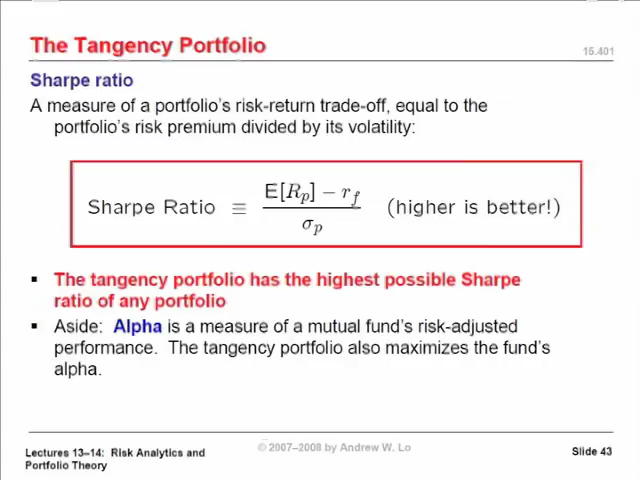 The Tangency Portfolio
15.401
Sharpe ratio
A measure of a portfolio's risk-return trade-off, equal to the
portfolio's risk premium divided by its volatility:
Sharpe Ratio ≡ (E[R_p] − r_f) / σ_p (higher is better!)
▪ The tangency portfolio has the highest possible Sharpe
ratio of any portfolio
▪ Aside: Alpha is a measure of a mutual fund's risk-adjusted
performance. The tangency portfolio also maximizes the fund's
alpha.
Lectures 13–14: Risk Analytics and
Portfolio Theory
© 2007–2008 by Andrew W. Lo
Slide 43